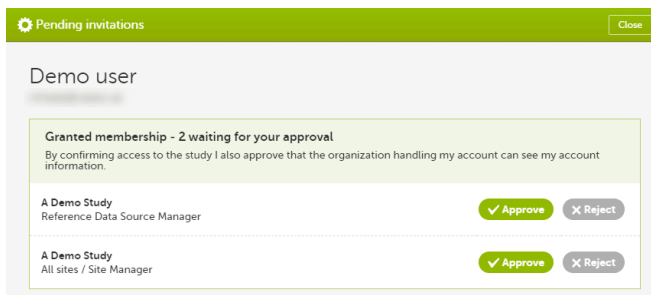 Pending invitations
Close
Demo user
Granted membership - 2 waiting for your approval
By confirming access to the study I also approve that the organization handling my account can see my account
information.
A Demo Study
Reference Data Source Manager
Approve
Reject
A Demo Study
All sites / Site Manager
Approve
Reject